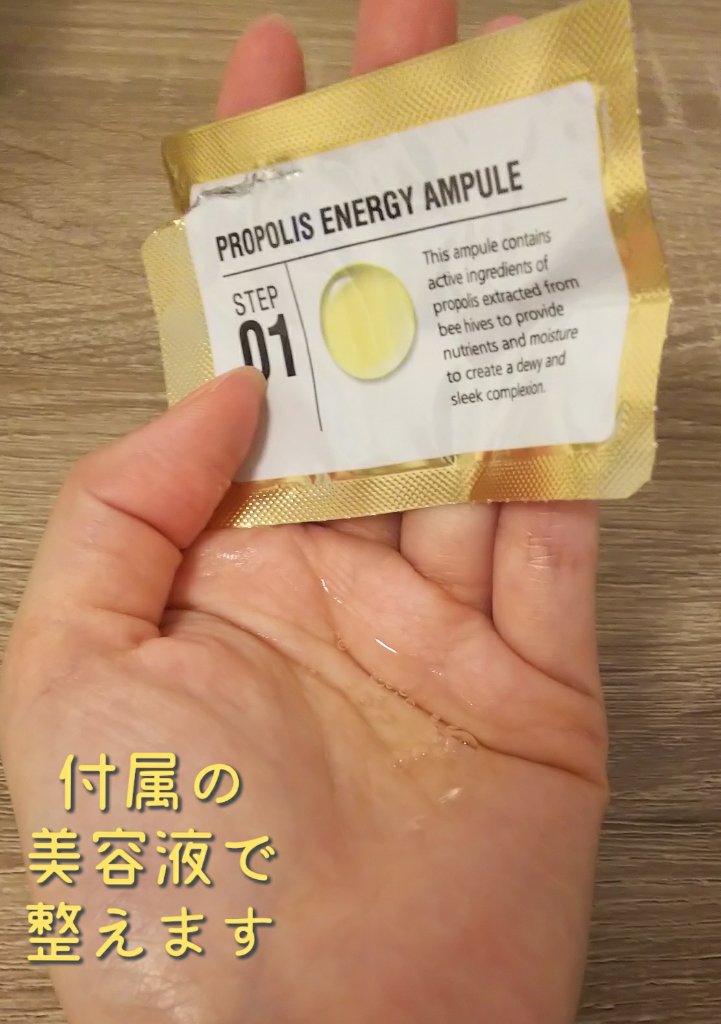 PROPOLIS ENERGY AMPULE
STEP
01
This ampule contains
active ingredients of
propolis extracted from
bee hives to provide
nutrients and moisture
to create a dewy and
sleek complexion.
付属の
美容液で
整えます